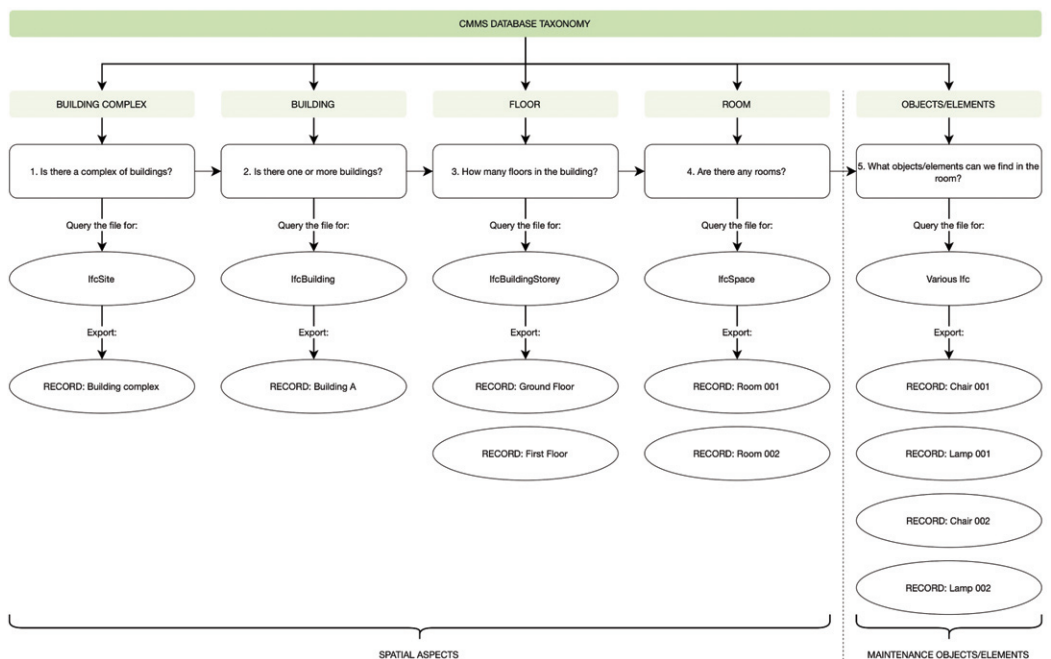 CMMS DATABASE TAXONOMY
BUILDING COMPLEX
BUILDING
FLOOR
ROOM
OBJECTS/ELEMENTS
1. Is there a complex of buildings?
2. Is there one or more buildings?
3. How many floors in the building?
4. Are there any rooms?
5. What objects/elements can we find in the
room?
Query the file for:
Query the file for:
Query the file for:
Query the file for:
Query the file for:
IfcSite
IfcBuilding
IfcBuildingStorey
IfcSpace
Various Ifc
Export:
Export:
Export:
Export:
Export:
RECORD: Building complex
RECORD: Building A
RECORD: Ground Floor
RECORD: Room 001
RECORD: Chair 001
RECORD: First Floor
RECORD: Room 002
RECORD: Lamp 001
RECORD: Chair 002
RECORD: Lamp 002
SPATIAL ASPECTS
MAINTENANCE OBJECTS/ELEMENTS